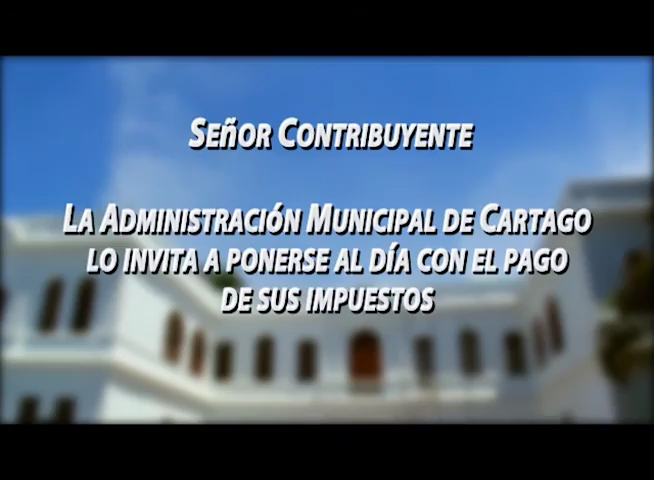 Señor Contribuyente
La Administración Municipal de Cartago
lo invita a ponerse al día con el pago
de sus impuestos